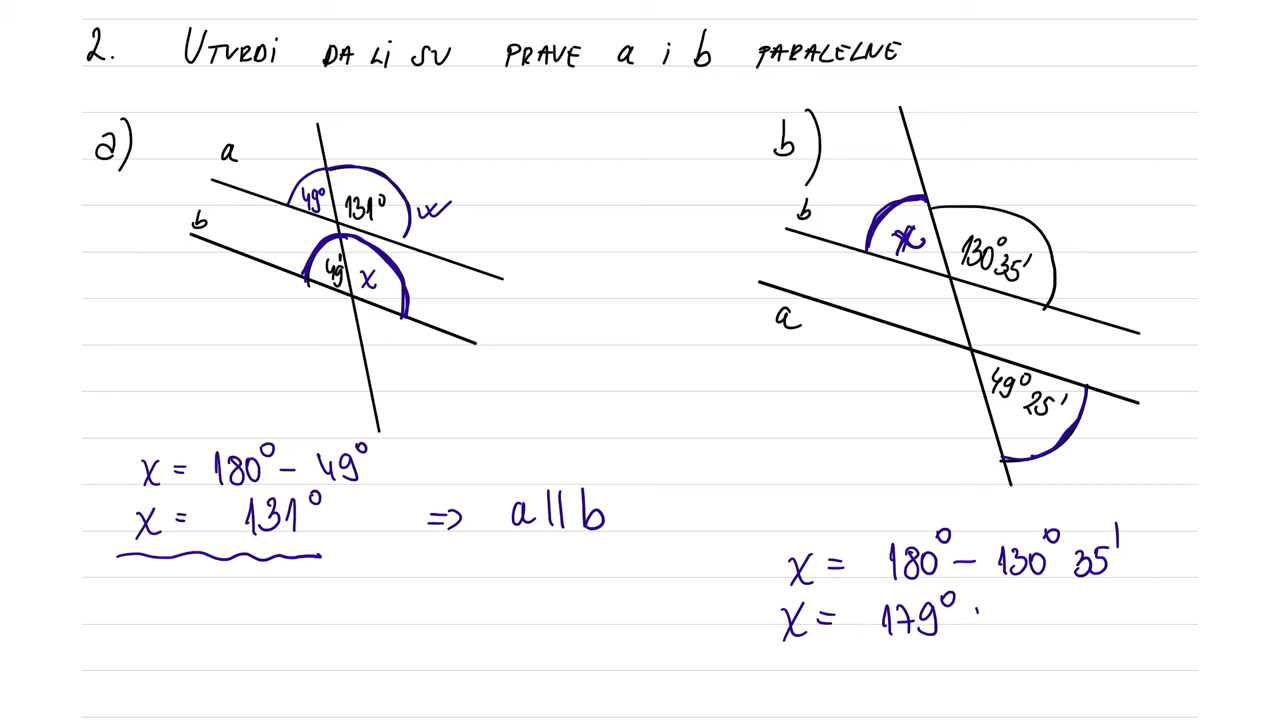 2. UTVRDI DA LI SU PRAVE a i b PARALELNE
a)
a
49° 131°
b
49° x
x = 180° - 49°
x = 131° => a || b
b)
b
x 130° 35'
a
49° 25'
x = 180° - 130° 35'
x = 179°